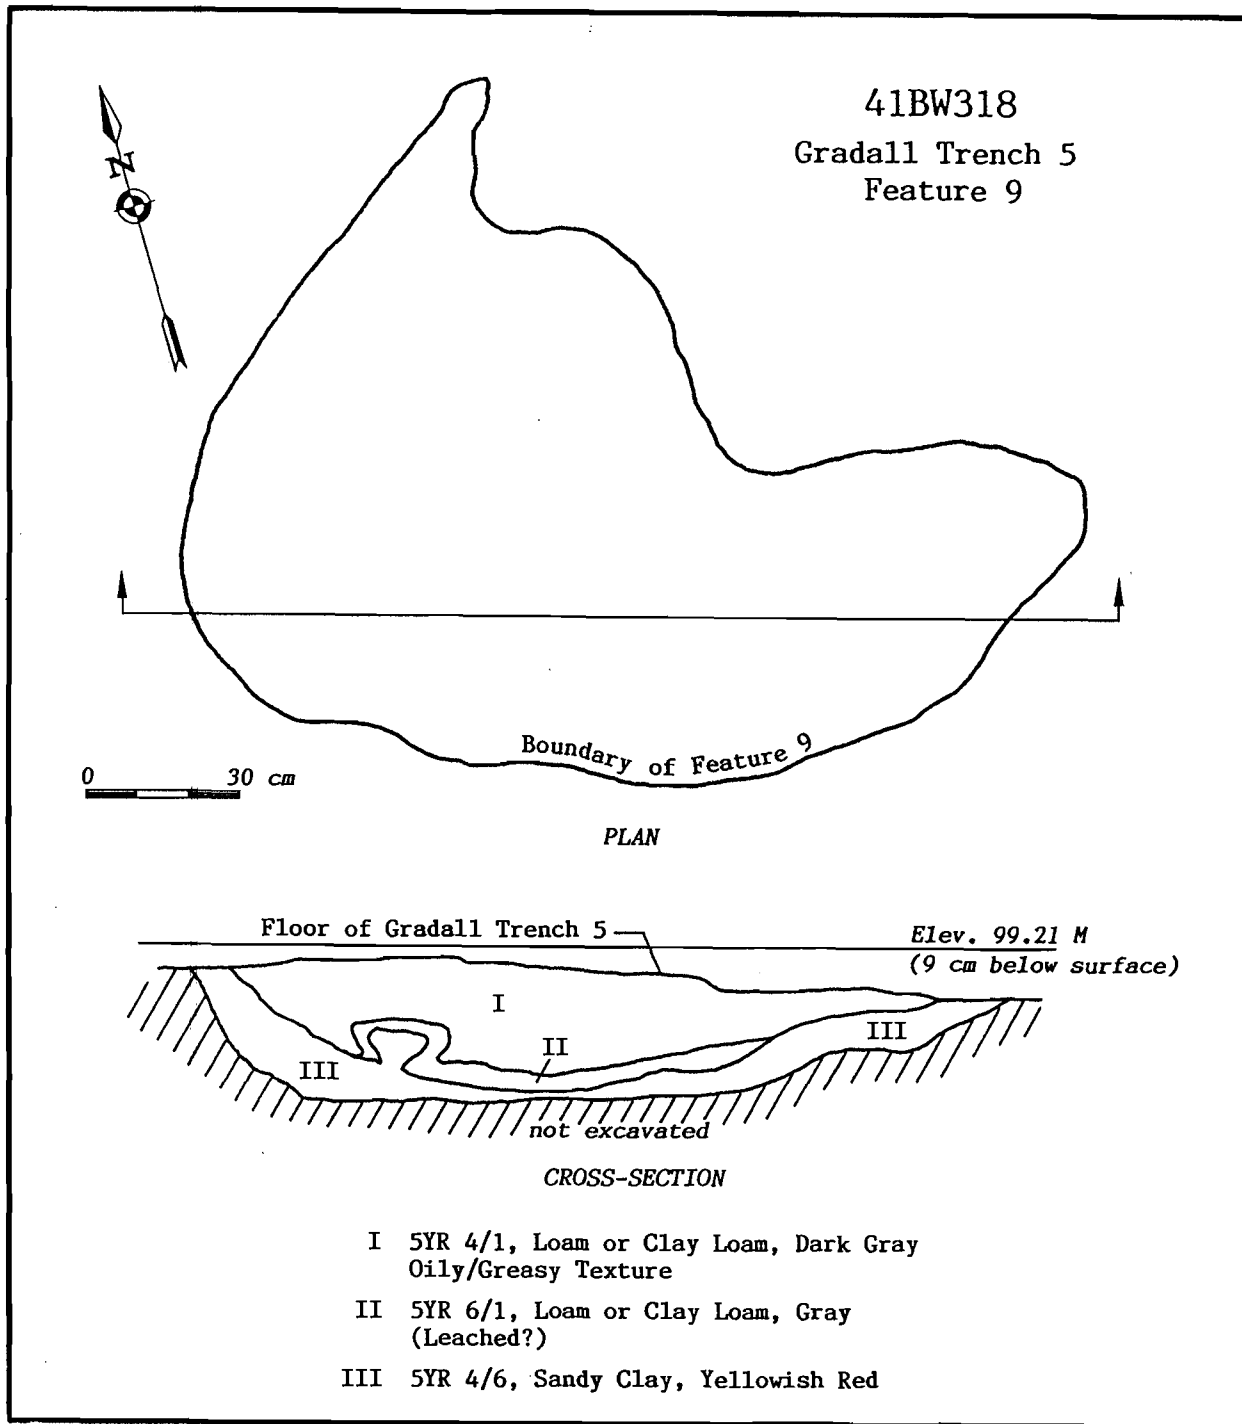 41BW318
Gradall Trench 5
Feature 9
N
Boundary of Feature 9
0 30 cm
PLAN
Floor of Gradall Trench 5
Elev. 99.21 M
(9 cm below surface)
I
II
III
III
not excavated
CROSS-SECTION
I 5YR 4/1, Loam or Clay Loam, Dark Gray
Oily/Greasy Texture
II 5YR 6/1, Loam or Clay Loam, Gray
(Leached?)
III 5YR 4/6, Sandy Clay, Yellowish Red